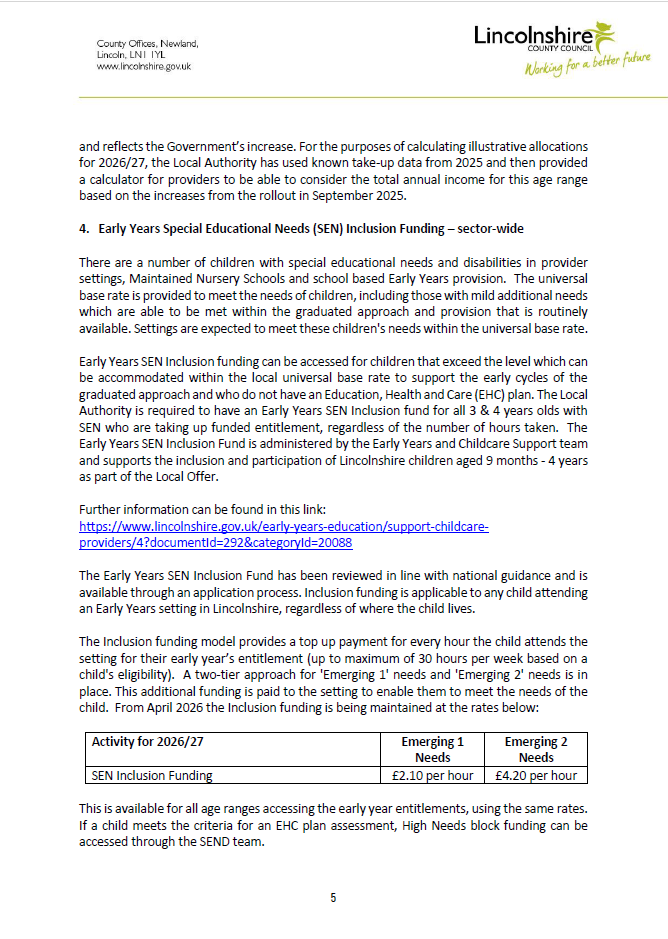 County Offices, Newland,
Lincoln, LN1 1YL
www.lincolnshire.gov.uk
Lincolnshire
COUNTY COUNCIL
Working for a better future
and reflects the Government's increase. For the purposes of calculating illustrative allocations
for 2026/27, the Local Authority has used known take-up data from 2025 and then provided
a calculator for providers to be able to consider the total annual income for this age range
based on the increases from the rollout in September 2025.
4. Early Years Special Educational Needs (SEN) Inclusion Funding – sector-wide
There are a number of children with special educational needs and disabilities in provider
settings, Maintained Nursery Schools and school based Early Years provision. The universal
base rate is provided to meet the needs of children, including those with mild additional needs
which are able to be met within the graduated approach and provision that is routinely
available. Settings are expected to meet these children's needs within the universal base rate.
Early Years SEN Inclusion funding can be accessed for children that exceed the level which can
be accommodated within the local universal base rate to support the early cycles of the
graduated approach and who do not have an Education, Health and Care (EHC) plan. The Local
Authority is required to have an Early Years SEN Inclusion fund for all 3 & 4 years olds with
SEN who are taking up funded entitlement, regardless of the number of hours taken. The
Early Years SEN Inclusion Fund is administered by the Early Years and Childcare Support team
and supports the inclusion and participation of Lincolnshire children aged 9 months - 4 years
as part of the Local Offer.
Further information can be found in this link:
https://www.lincolnshire.gov.uk/early-years-education/support-childcare-
providers/4?documentId=292&categoryId=20088
The Early Years SEN Inclusion Fund has been reviewed in line with national guidance and is
available through an application process. Inclusion funding is applicable to any child attending
an Early Years setting in Lincolnshire, regardless of where the child lives.
The Inclusion funding model provides a top up payment for every hour the child attends the
setting for their early year's entitlement (up to maximum of 30 hours per week based on a
child's eligibility). A two-tier approach for 'Emerging 1' needs and 'Emerging 2' needs is in
place. This additional funding is paid to the setting to enable them to meet the needs of the
child. From April 2026 the Inclusion funding is being maintained at the rates below:
Activity for 2026/27 Emerging 1 Emerging 2
Needs Needs
SEN Inclusion Funding £2.10 per hour £4.20 per hour
This is available for all age ranges accessing the early year entitlements, using the same rates.
If a child meets the criteria for an EHC plan assessment, High Needs block funding can be
accessed through the SEND team.
5